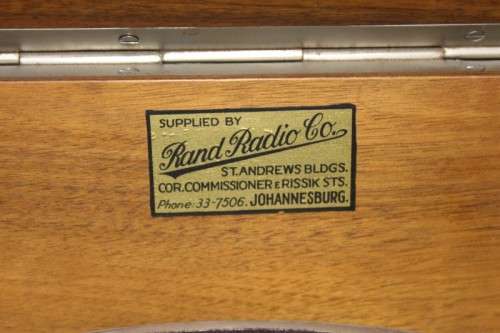 SUPPLIED BY
Rand Radio Co.
ST. ANDREWS BLDGS.
COR. COMMISSIONER & RISSIK STS.
Phone: 33-7506. JOHANNESBURG.